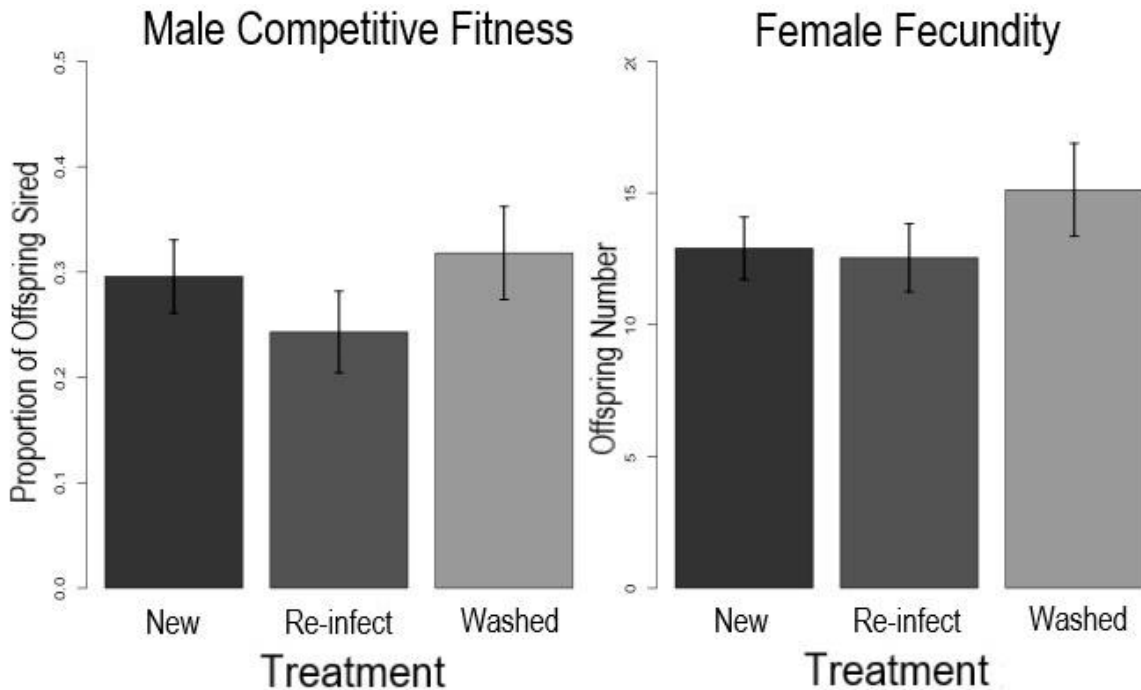 Male Competitive Fitness
Proportion of Offspring Sired
0.5
0.4
0.3
0.2
0.1
0.0
New Re-infect Washed
Treatment
Female Fecundity
Offspring Number
20
15
10
5
0
New Re-infect Washed
Treatment